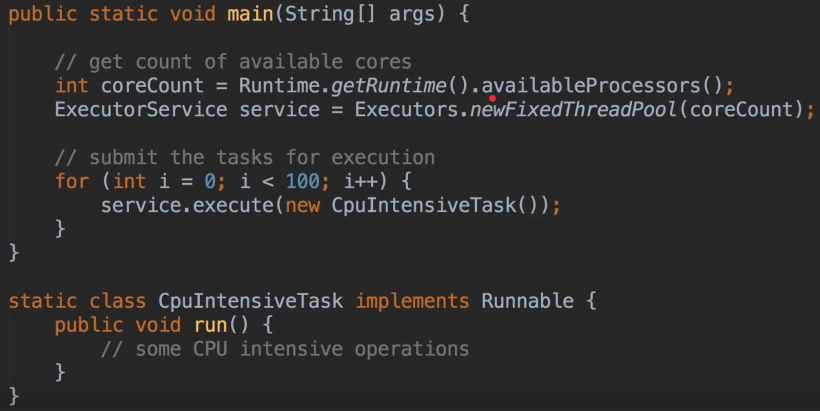 public static void main(String[] args) {
// get count of available cores
int coreCount = Runtime.getRuntime().availableProcessors();
ExecutorService service = Executors.newFixedThreadPool(coreCount);
// submit the tasks for execution
for (int i = 0; i < 100; i++) {
service.execute(new CpuIntensiveTask());
}
}
static class CpuIntensiveTask implements Runnable {
public void run() {
// some CPU intensive operations
}
}